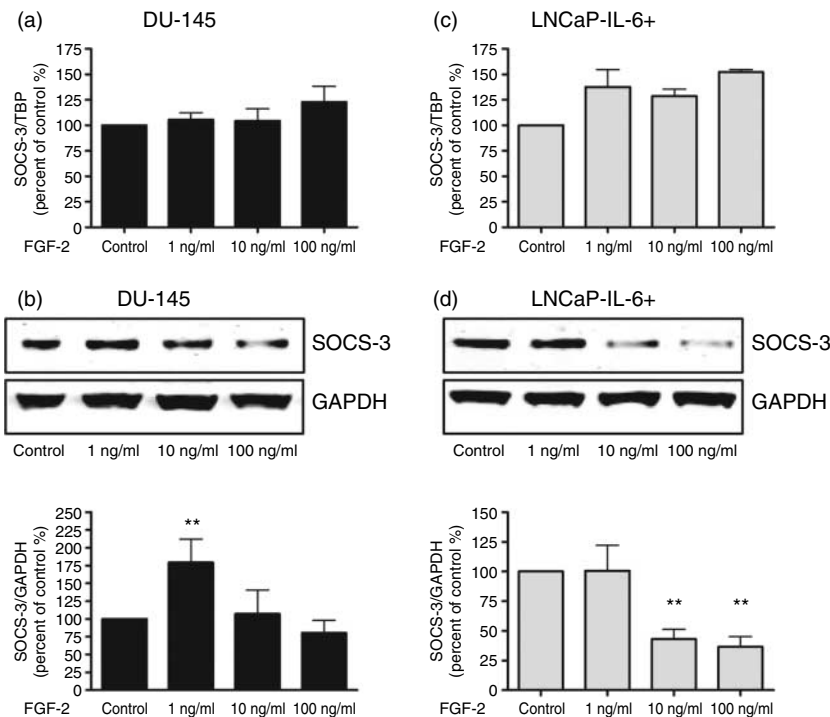 (a) DU-145
SOCS-3/TBP
(percent of control %)
175
150
125
100
75
50
25
0
FGF-2 Control 1 ng/ml 10 ng/ml 100 ng/ml
(c) LNCaP-IL-6+
SOCS-3/TBP
(percent of control %)
175
150
125
100
75
50
25
0
FGF-2 Control 1 ng/ml 10 ng/ml 100 ng/ml
(b) DU-145
SOCS-3
GAPDH
Control 1 ng/ml 10 ng/ml 100 ng/ml
SOCS-3/GAPDH
(percent of control %)
250
225
200
175
150
125
100
75
50
25
0
**
FGF-2 Control 1 ng/ml 10 ng/ml 100 ng/ml
(d) LNCaP-IL-6+
SOCS-3
GAPDH
Control 1 ng/ml 10 ng/ml 100 ng/ml
SOCS-3/GAPDH
(percent of control %)
150
125
100
75
50
25
0
** **
FGF-2 Control 1 ng/ml 10 ng/ml 100 ng/ml